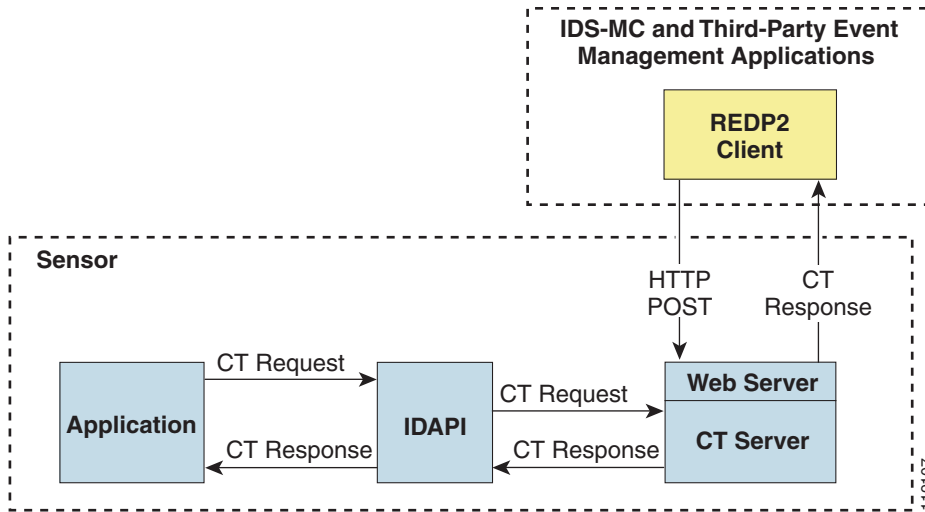 IDS-MC and Third-Party Event
Management Applications
REDP2
Client
Sensor
HTTP
POST
CT
Response
CT Request
CT Response
Application
IDAPI
CT Request
CT Response
Web Server
CT Server